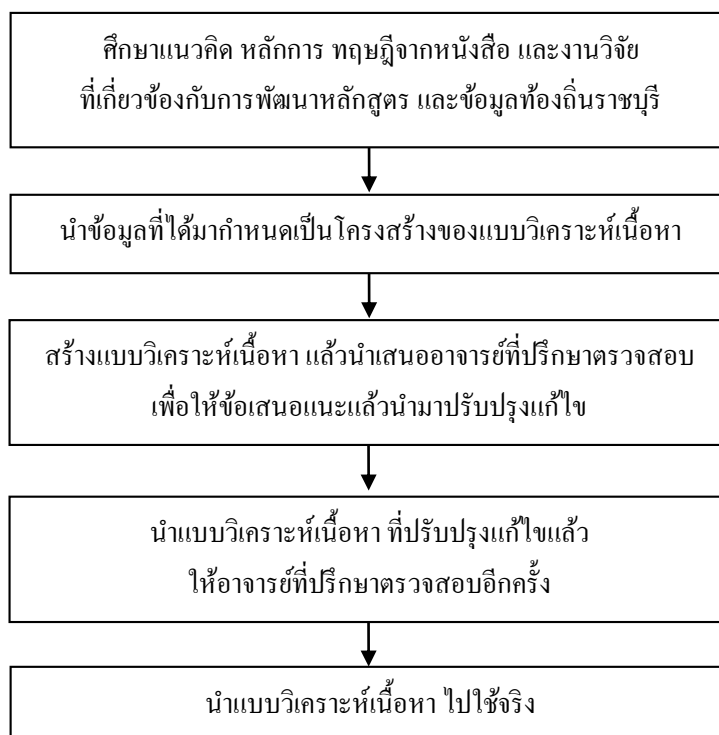 ศึกษาแนวคิด หลักการ ทฤษฎีจากหนังสือ และงานวิจัย
ที่เกี่ยวข้องกับการพัฒนาหลักสูตร และข้อมูลท้องถิ่นราชบุรี
นำข้อมูลที่ได้มากำหนดเป็นโครงสร้างของแบบวิเคราะห์เนื้อหา
สร้างแบบวิเคราะห์เนื้อหา แล้วนำเสนออาจารย์ที่ปรึกษาตรวจสอบ
เพื่อให้ข้อเสนอแนะแล้วนำมาปรับปรุงแก้ไข
นำแบบวิเคราะห์เนื้อหา ที่ปรับปรุงแก้ไขแล้ว
ให้อาจารย์ที่ปรึกษาตรวจสอบอีกครั้ง
นำแบบวิเคราะห์เนื้อหา ไปใช้จริง